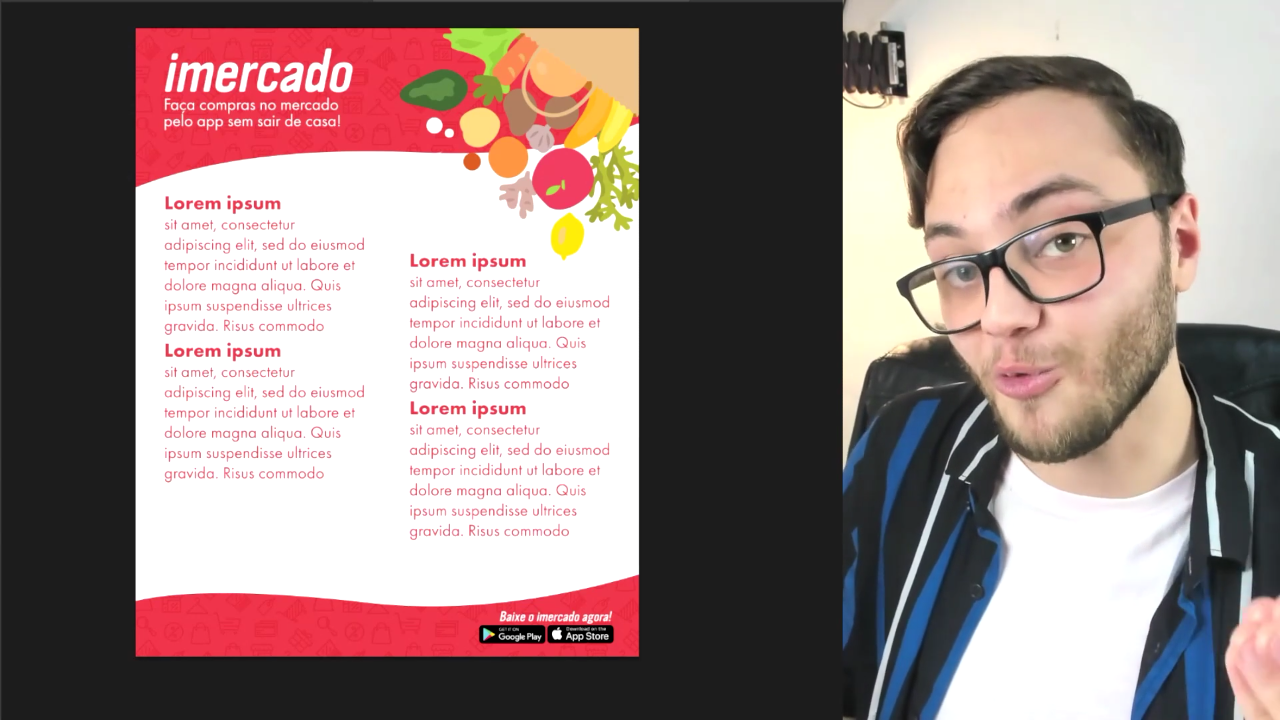 imercado
Faça compras no mercado
pelo app sem sair de casa!
Lorem ipsum
sit amet, consectetur
adipiscing elit, sed do eiusmod
tempor incididunt ut labore et
dolore magna aliqua. Quis
ipsum suspendisse ultrices
gravida. Risus commodo
Lorem ipsum
sit amet, consectetur
adipiscing elit, sed do eiusmod
tempor incididunt ut labore et
dolore magna aliqua. Quis
ipsum suspendisse ultrices
gravida. Risus commodo
Lorem ipsum
sit amet, consectetur
adipiscing elit, sed do eiusmod
tempor incididunt ut labore et
dolore magna aliqua. Quis
ipsum suspendisse ultrices
gravida. Risus commodo
Lorem ipsum
sit amet, consectetur
adipiscing elit, sed do eiusmod
tempor incididunt ut labore et
dolore magna aliqua. Quis
ipsum suspendisse ultrices
gravida. Risus commodo
Baixe o imercado agora!
GET IT ON
Google Play
Download on the
App Store